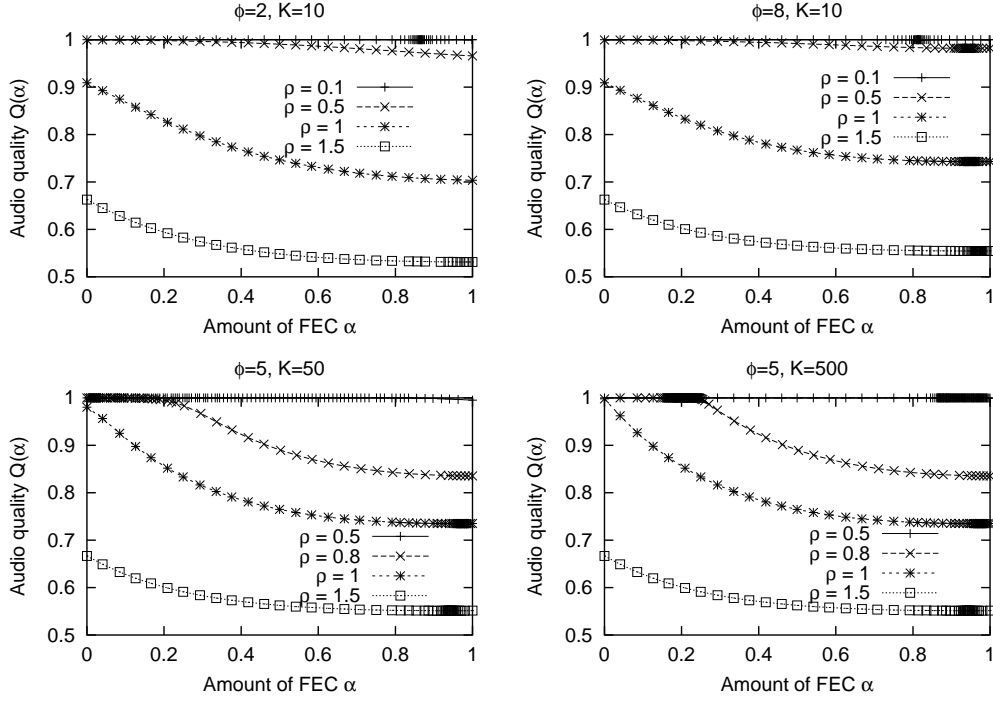 ϕ=2, K=10
Audio quality Q(α)
1
0.9
0.8
0.7
0.6
0.5
ρ = 0.1
ρ = 0.5
ρ = 1
ρ = 1.5
0 0.2 0.4 0.6 0.8 1
Amount of FEC α
ϕ=8, K=10
Audio quality Q(α)
1
0.9
0.8
0.7
0.6
0.5
ρ = 0.1
ρ = 0.5
ρ = 1
ρ = 1.5
0 0.2 0.4 0.6 0.8 1
Amount of FEC α
ϕ=5, K=50
Audio quality Q(α)
1
0.9
0.8
0.7
0.6
0.5
ρ = 0.5
ρ = 0.8
ρ = 1
ρ = 1.5
0 0.2 0.4 0.6 0.8 1
Amount of FEC α
ϕ=5, K=500
Audio quality Q(α)
1
0.9
0.8
0.7
0.6
0.5
ρ = 0.5
ρ = 0.8
ρ = 1
ρ = 1.5
0 0.2 0.4 0.6 0.8 1
Amount of FEC α